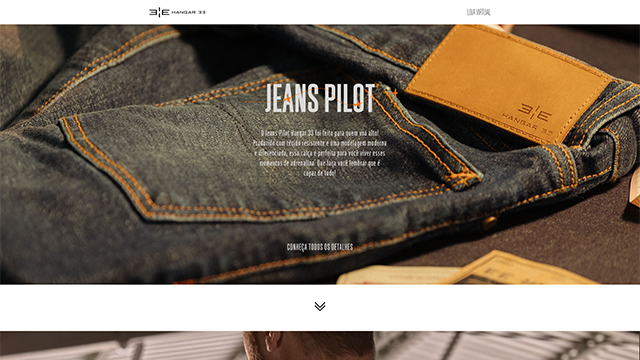 HANGAR 33
LOJA VIRTUAL
HANGAR 33
JEANS PILOT
O Jeans Pilot Hangar 33 foi feito para quem voa alto!
Produzido com tecido resistente e uma modelagem moderna
e diferenciada, essa calça é perfeita para você viver esses
momentos de adrenalina. Que faça você lembrar que é
capaz de tudo!
CONHEÇA TODOS OS DETALHES